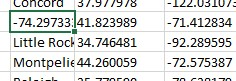 Concord 37.977978 -122.031073
-74.297333 41.823989 -71.412834
Little Rock 34.746481 -92.289595
Montpelie 44.260059 -72.575387